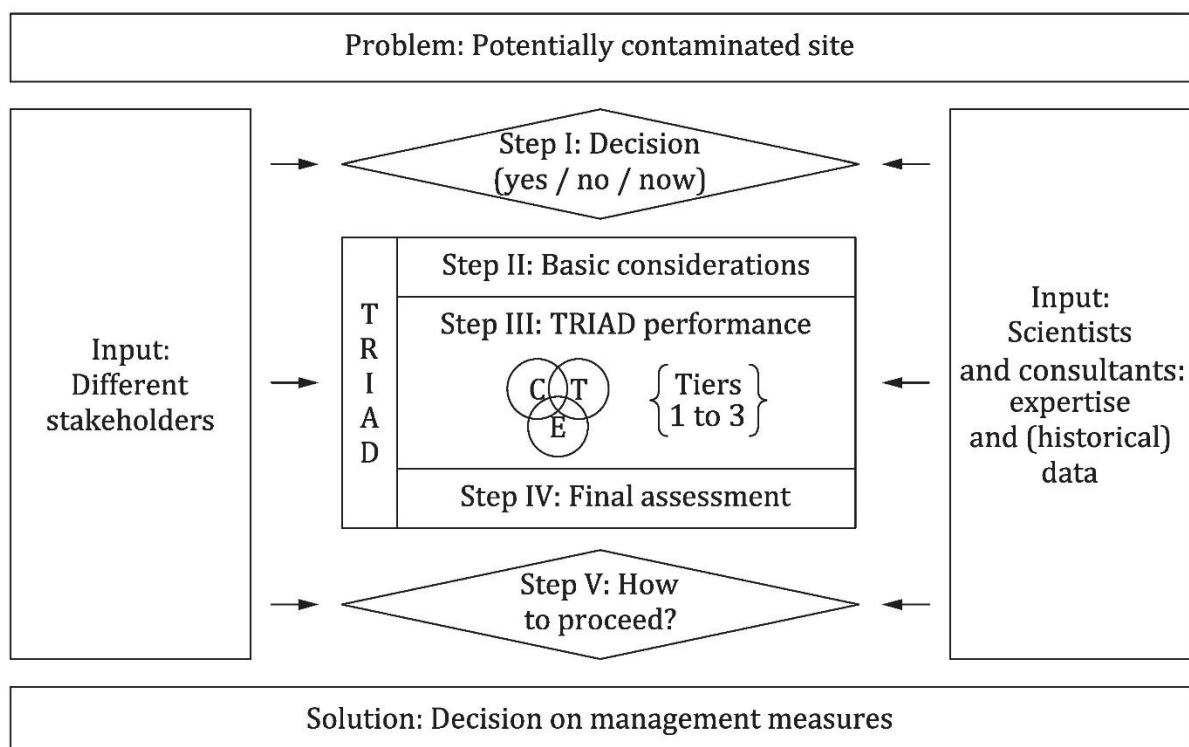 Problem: Potentially contaminated site
Input:
Different
stakeholders
Step I: Decision
(yes / no / now)
T
R
I
A
D
Step II: Basic considerations
Step III: TRIAD performance
C T
E
Tiers
1 to 3
Step IV: Final assessment
Step V: How
to proceed?
Input:
Scientists
and consultants:
expertise
and (historical)
data
Solution: Decision on management measures